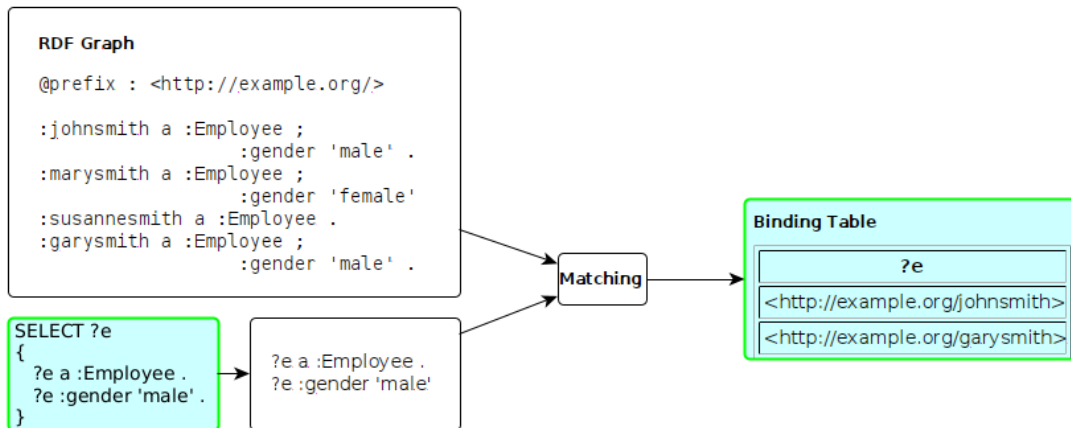 RDF Graph
@prefix : <http://example.org/>
:johnsmith a :Employee ;
:gender 'male' .
:marysmith a :Employee ;
:gender 'female'
:susannesmith a :Employee .
:garysmith a :Employee ;
:gender 'male' .
SELECT ?e
{
?e a :Employee .
?e :gender 'male' .
}
?e a :Employee .
?e :gender 'male'
Matching
Binding Table
?e
<http://example.org/johnsmith>
<http://example.org/garysmith>